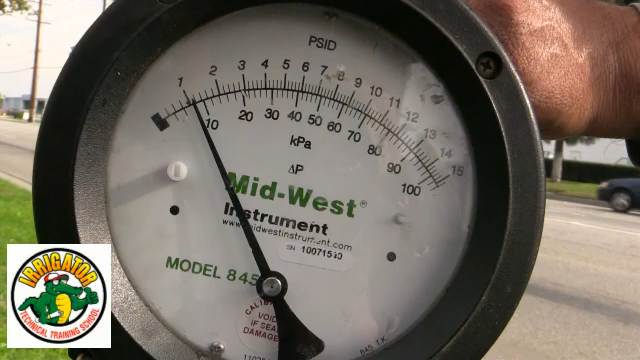 PSID
1 2 3 4 5 6 7 8 9 10 11 12 13 14 15
10 20 30 40 50 60 70 80 90 100
kPa
ΔP
Mid-West®
Instrument
www.midwestinstrument.com
SN
MODEL 845
VOID
IF SEAL
IRRIGATOR
TECHNICAL TRAINING SCHOOL